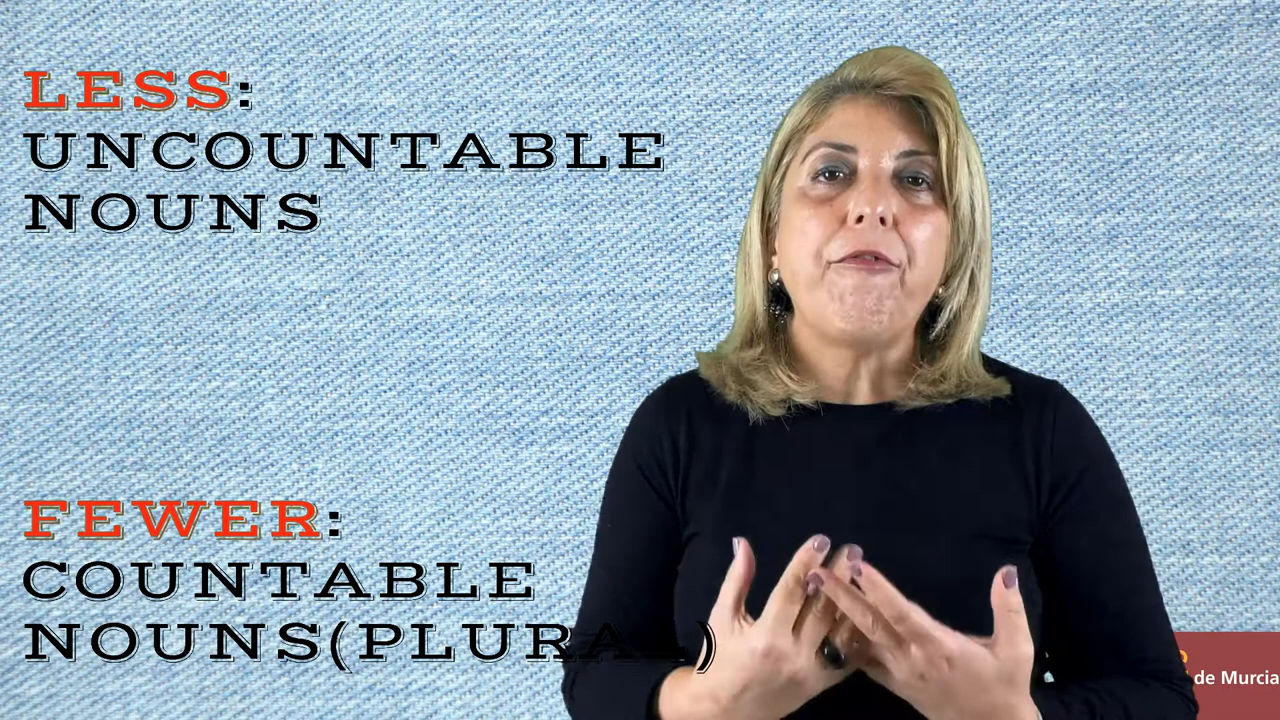 LESS:
UNCOUNTABLE
NOUNS
FEWER:
COUNTABLE
NOUNS(PLURAL)
de Murcia